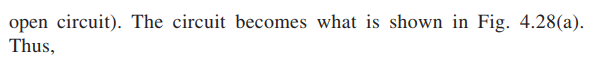 open circuit). The circuit becomes what is shown in Fig. 4.28(a).
Thus,